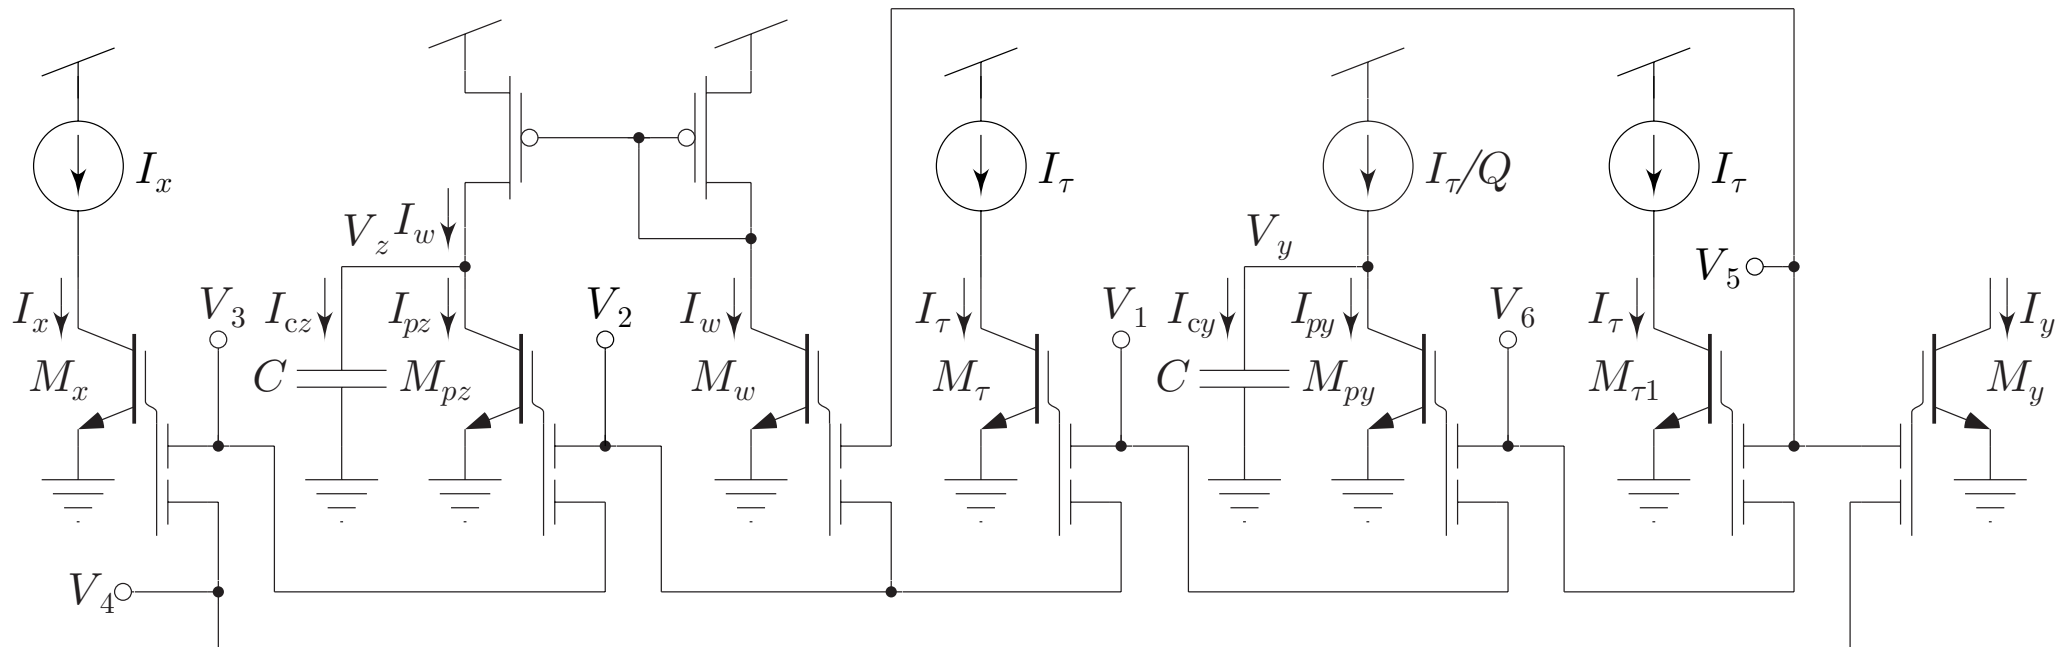 I_x
I_τ
I_τ/Q
I_τ
V_z
I_w
V_y
V_5
I_x
V_3
I_cz
I_pz
V_2
I_w
I_τ
V_1
I_cy
I_py
V_6
I_τ
I_y
M_x
C
M_pz
M_w
M_τ
C
M_py
M_τ1
M_y
V_4